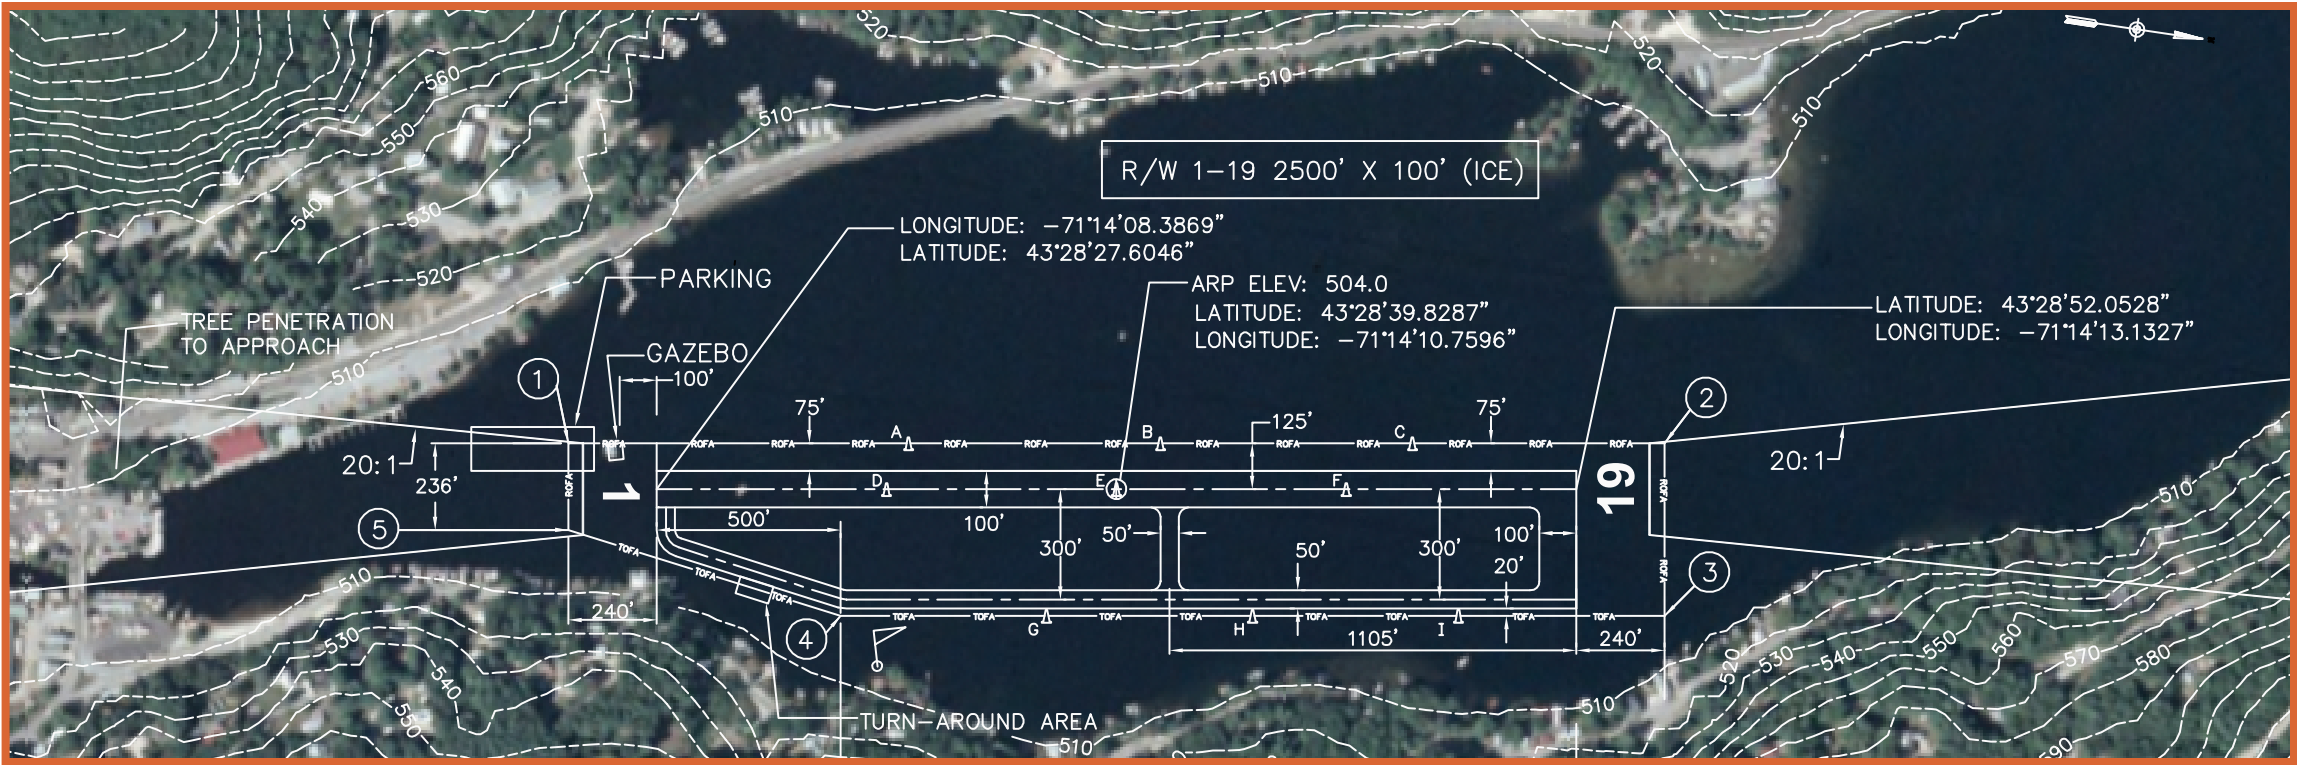 520
520
510
560
550
540
530
520
510
510
510
R/W 1-19 2500' X 100' (ICE)
LONGITUDE: -71°14'08.3869"
LATITUDE: 43°28'27.6046"
PARKING
ARP ELEV: 504.0
LATITUDE: 43°28'39.8287"
LONGITUDE: -71°14'10.7596"
LATITUDE: 43°28'52.0528"
LONGITUDE: -71°14'13.1327"
TREE PENETRATION
TO APPROACH
GAZEBO
100'
1
2
75'
125'
75'
A
B
C
ROFA ROFA ROFA ROFA ROFA ROFA ROFA ROFA ROFA ROFA ROFA ROFA ROFA
20:1
20:1
236'
ROFA
1
D
E
F
19
ROFA
510
5
500'
100'
50'
300'
50'
300'
100'
20'
TOFA
TOFA
TOFA
ROFA
3
510
240'
4
TOFA TOFA TOFA TOFA TOFA TOFA TOFA TOFA TOFA
G
H
I
1105'
240'
530
540
550
520
530
540
550
560
570
580
510
TURN-AROUND AREA
510
590